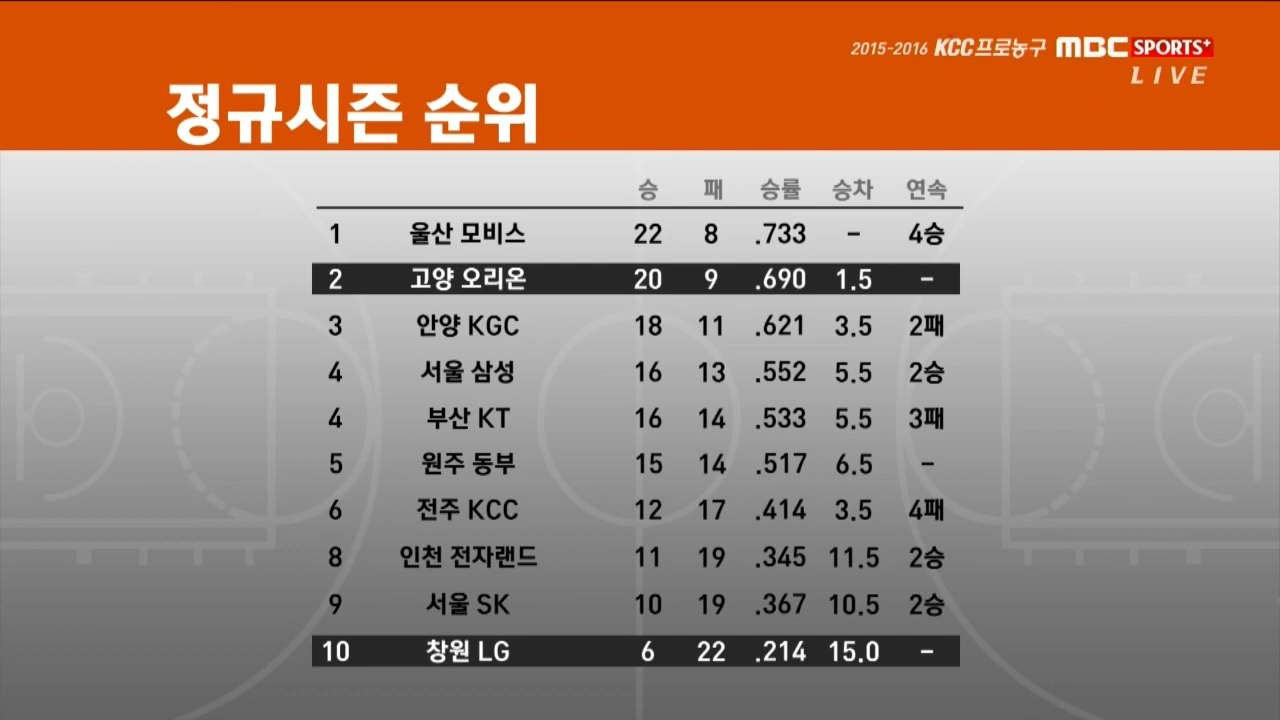 2015-2016 KCC프로농구 MBC SPORTS+
LIVE
정규시즌 순위
승 패 승률 승차 연속
1 울산 모비스 22 8 .733 - 4승
2 고양 오리온 20 9 .690 1.5 -
3 안양 KGC 18 11 .621 3.5 2패
4 서울 삼성 16 13 .552 5.5 2승
4 부산 KT 16 14 .533 5.5 3패
5 원주 동부 15 14 .517 6.5 -
6 전주 KCC 12 17 .414 3.5 4패
8 인천 전자랜드 11 19 .345 11.5 2승
9 서울 SK 10 19 .367 10.5 2승
10 창원 LG 6 22 .214 15.0 -